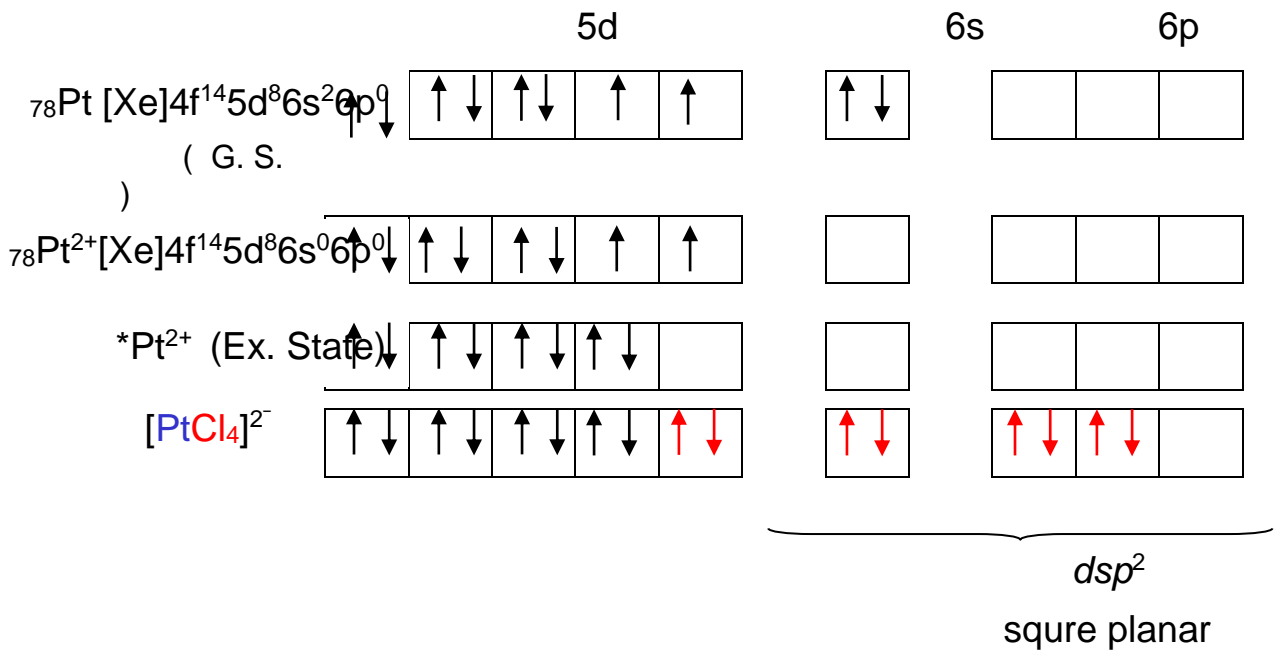 5d 6s 6p
₇₈Pt [Xe]4f¹⁴5d⁸6s²6p⁰
( G. S.
)
₇₈Pt²⁺[Xe]4f¹⁴5d⁸6s⁰6p⁰
*Pt²⁺ (Ex. State)
[PtCl₄]²⁻
dsp²
squre planar